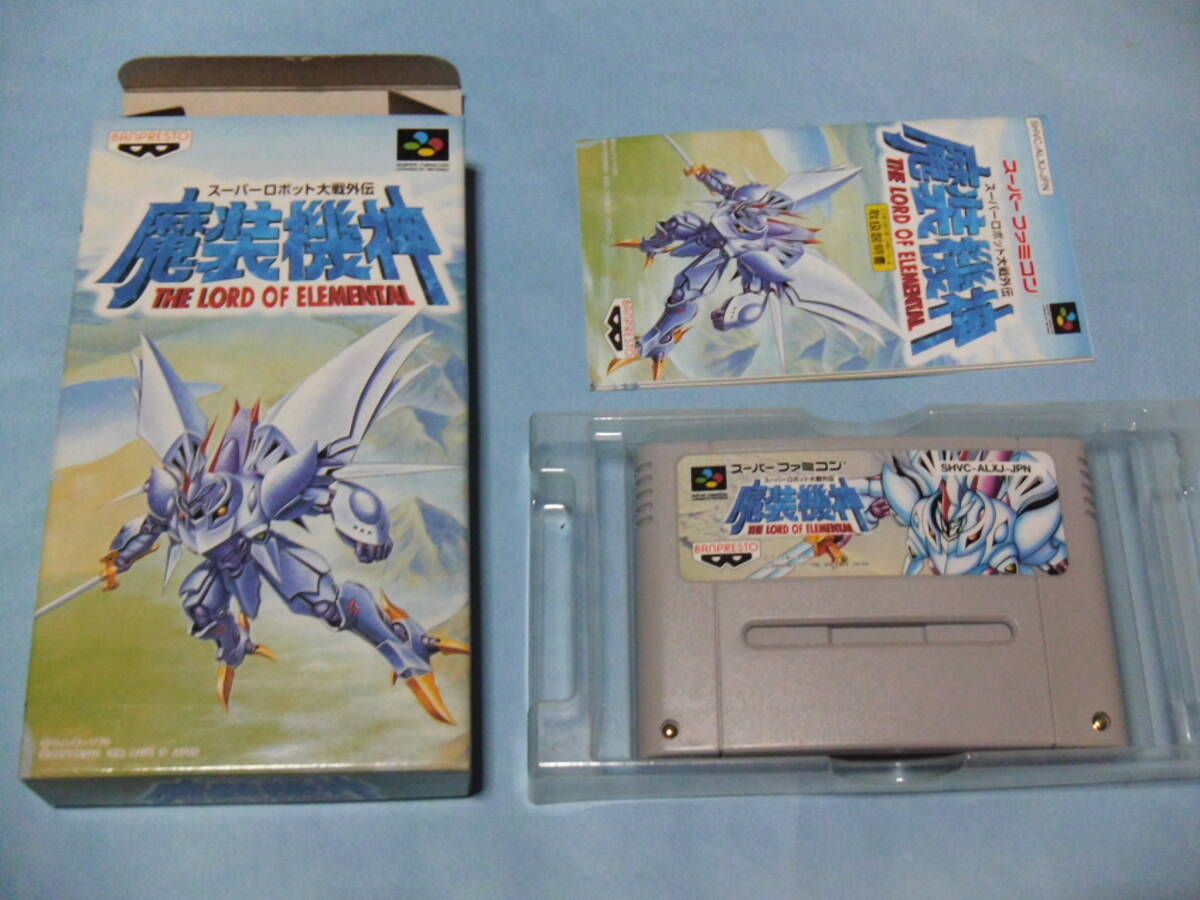 BANPRESTO
スーパーロボット大戦外伝
魔装機神
THE LORD OF ELEMENTAL
SHVC-ALXJ-JPN
スーパーファミコン
スーパーロボット大戦外伝
魔装機神
THE LORD OF ELEMENTAL
取扱説明書
BANPRESTO
スーパーファミコン
SHVC-ALXJ-JPN
スーパーロボット大戦外伝
魔装機神
THE LORD OF ELEMENTAL
BANPRESTO